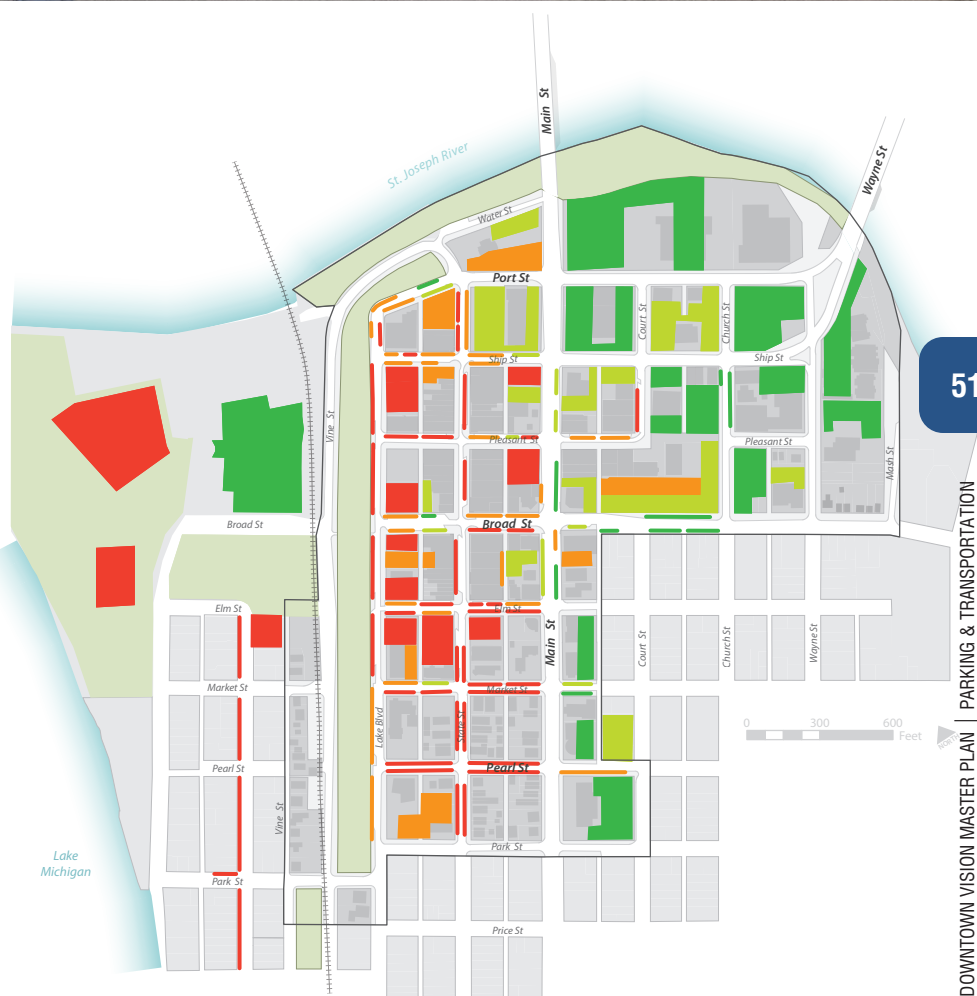 Main St
Wayne St
St. Joseph River
Water St
Port St
Court St
Church St
Ship St
Ship St
Vine St
51
Pleasant St
Pleasant St
Mash St
Broad St
Broad St
Elm St
Elm St
Main St
Court St
Church St
Wayne St
Market St
Market St
Lake Blvd
State St
0 300 600
Feet
NORTH
Pearl St
Pearl St
Vine St
Park St
Lake
Michigan
Park St
Price St
DOWNTOWN VISION MASTER PLAN | PARKING & TRANSPORTATION